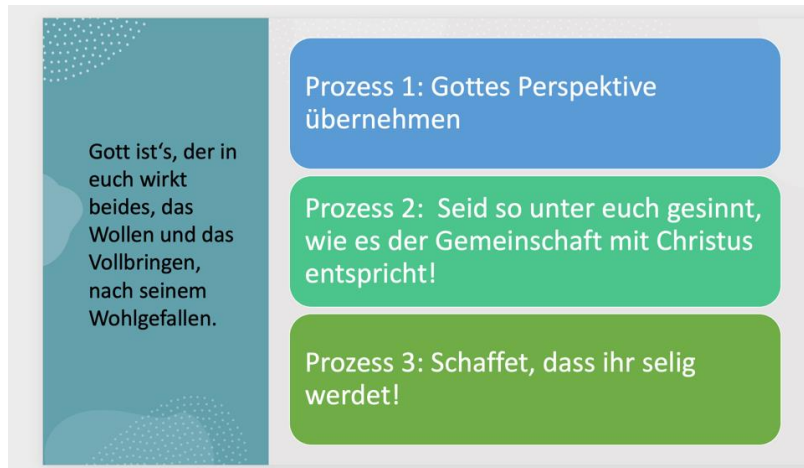 Gott ist‘s, der in
euch wirkt
beides, das
Wollen und das
Vollbringen,
nach seinem
Wohlgefallen.
Prozess 1: Gottes Perspektive
übernehmen
Prozess 2:  Seid so unter euch gesinnt,
wie es der Gemeinschaft mit Christus
entspricht!
Prozess 3: Schaffet, dass ihr selig
werdet!